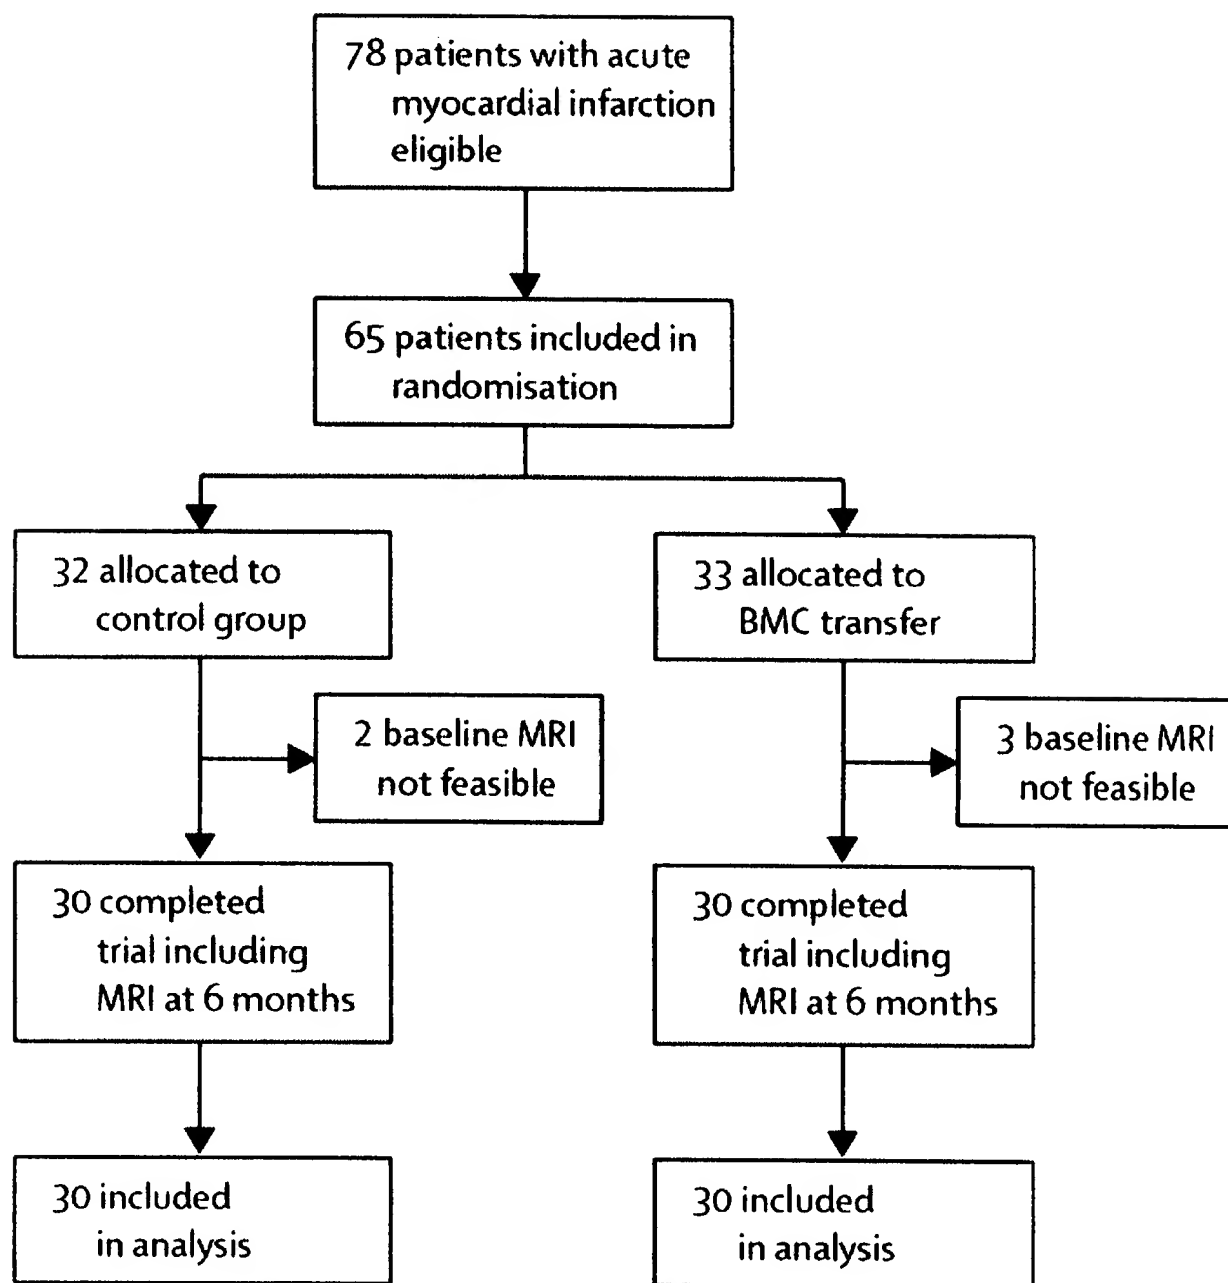 78 patients with acute
myocardial infarction
eligible
65 patients included in
randomisation
32 allocated to
control group
33 allocated to
BMC transfer
2 baseline MRI
not feasible
3 baseline MRI
not feasible
30 completed
trial including
MRI at 6 months
30 completed
trial including
MRI at 6 months
30 included
in analysis
30 included
in analysis